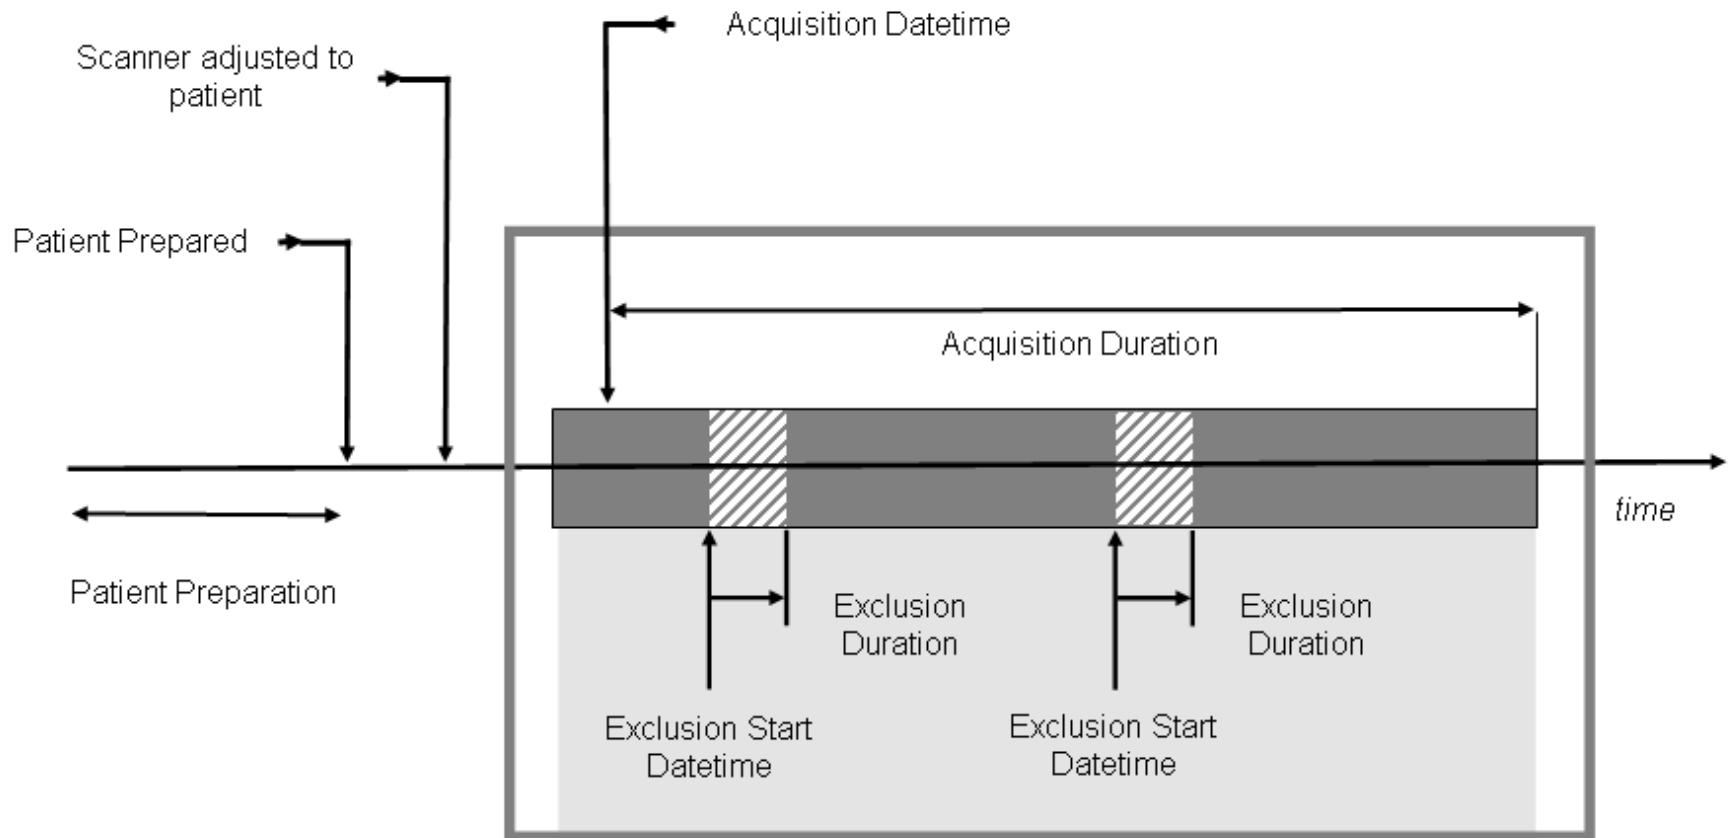 Acquisition Datetime
Scanner adjusted to
patient
Patient Prepared
Acquisition Duration
time
Patient Preparation
Exclusion
Duration
Exclusion
Duration
Exclusion Start
Datetime
Exclusion Start
Datetime